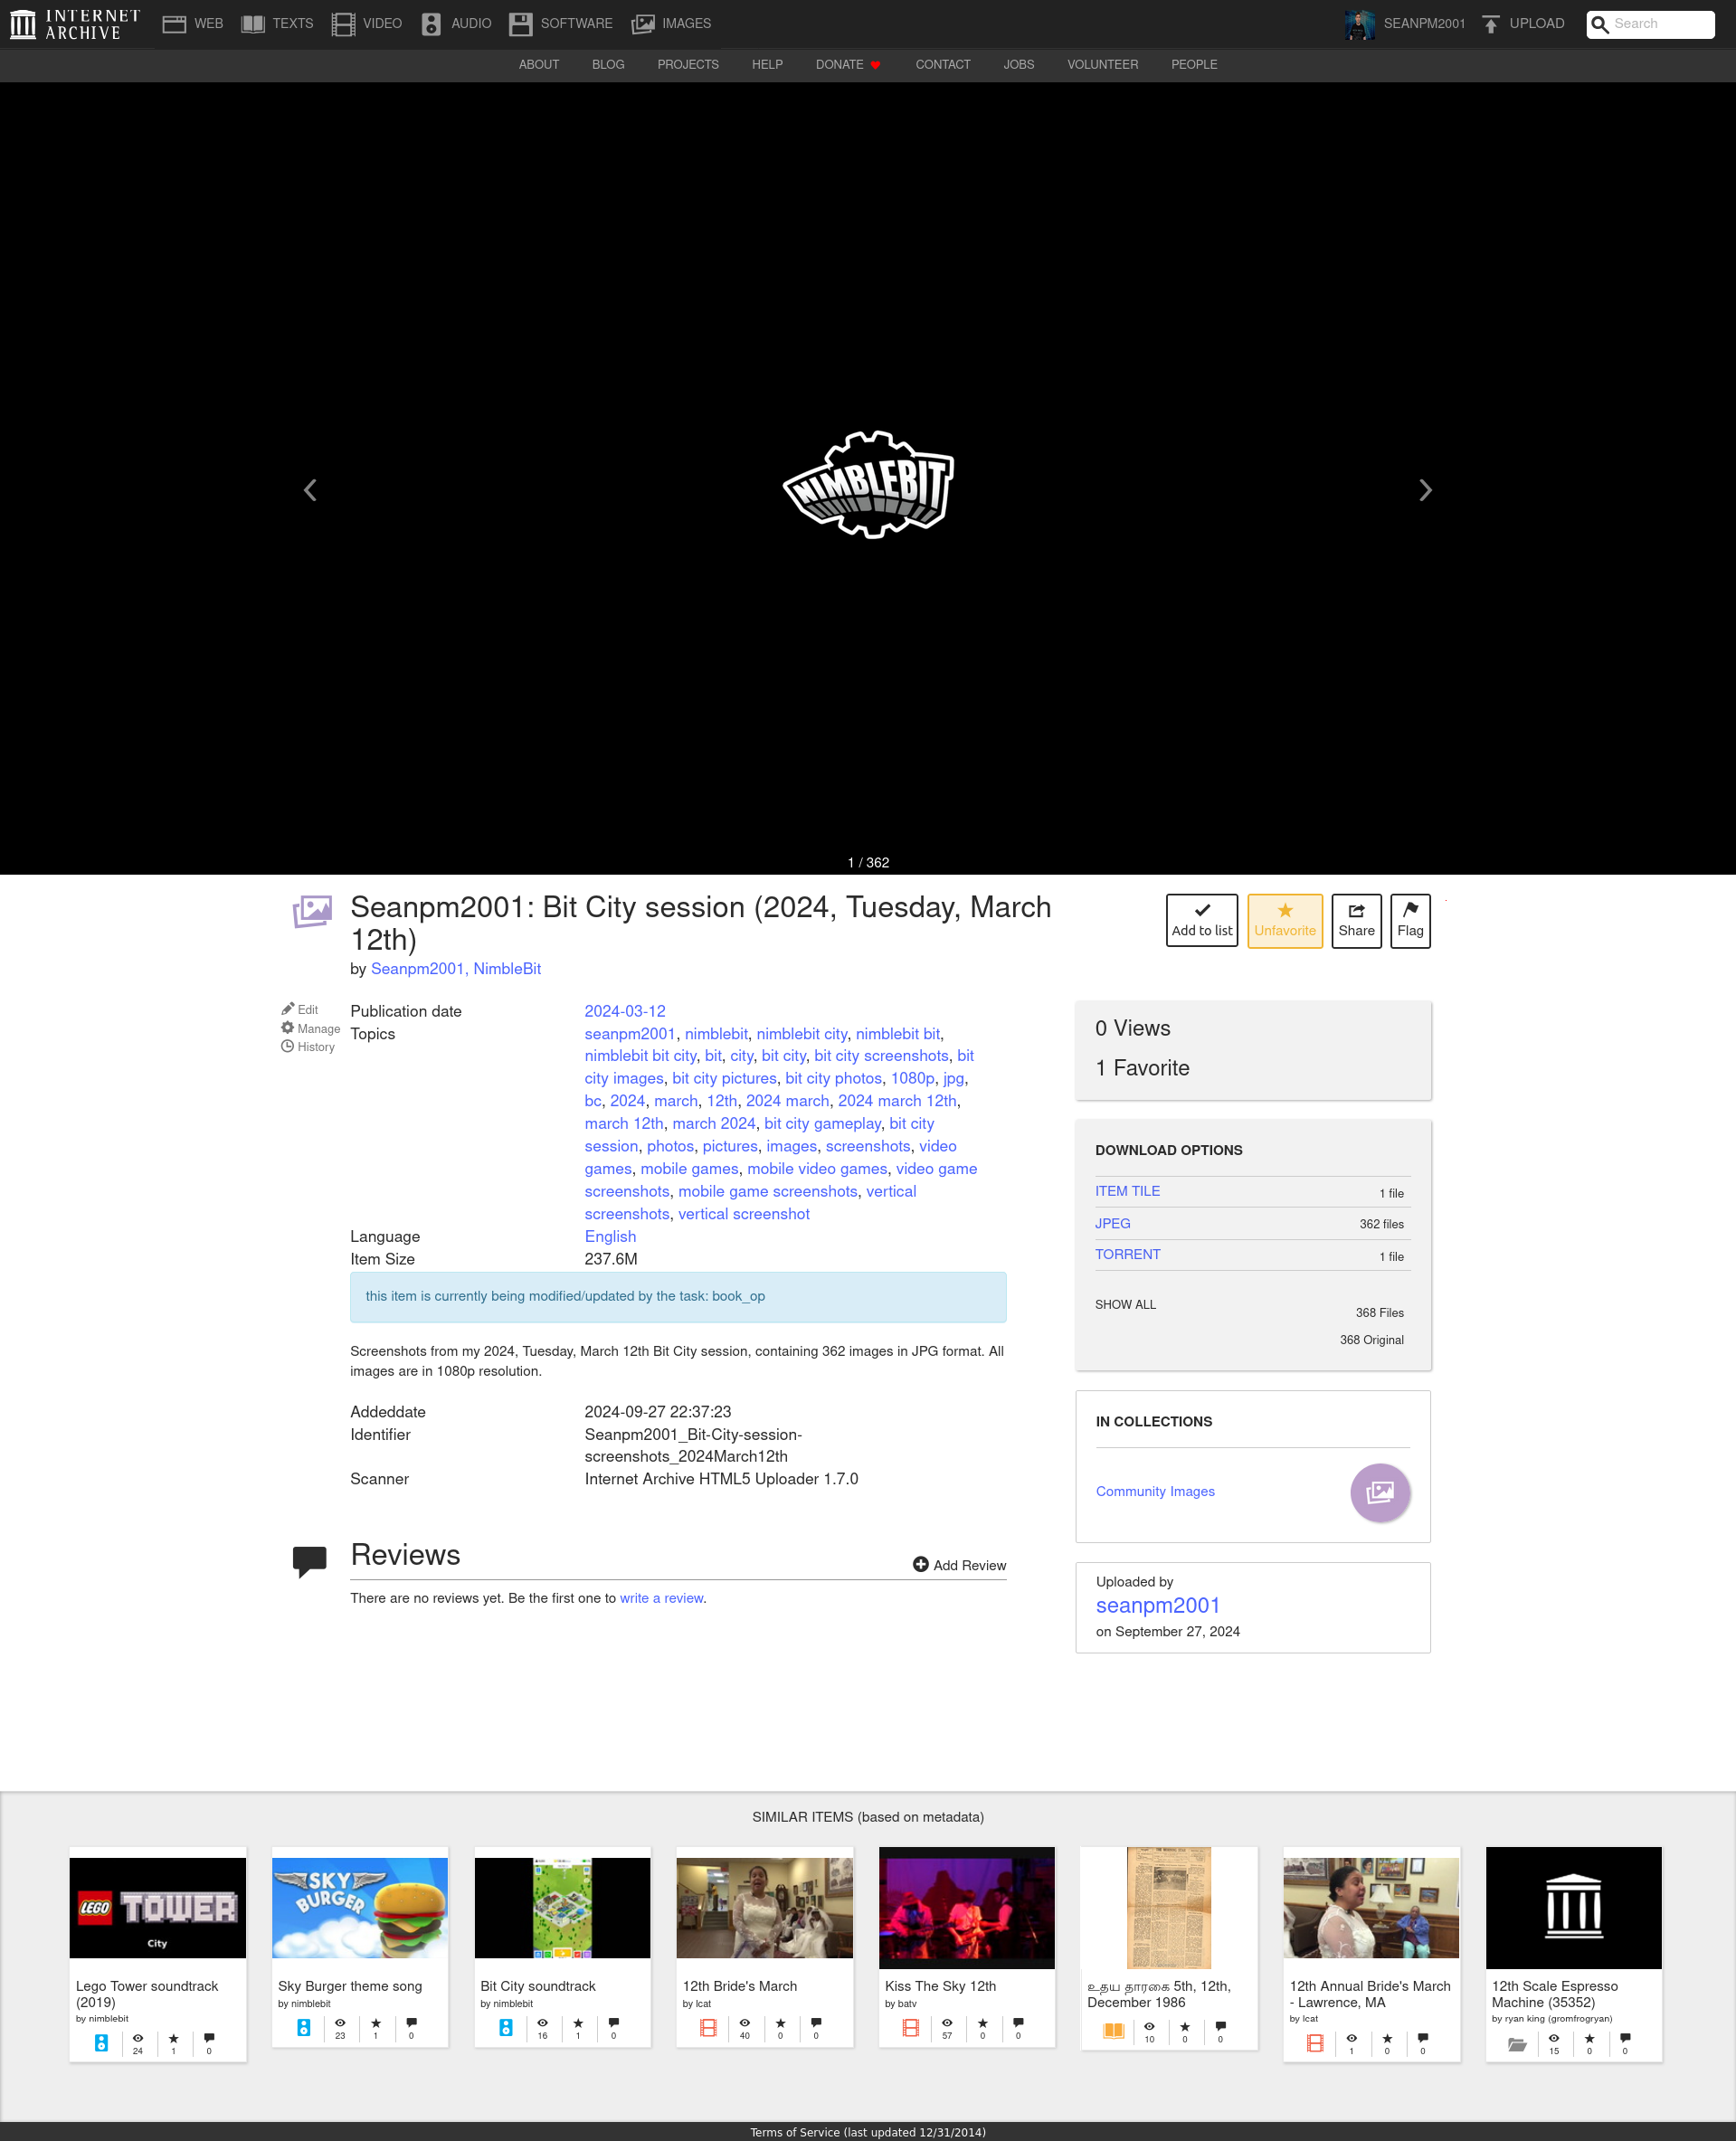 INTERNET ARCHIVE
WEB
TEXTS
VIDEO
AUDIO
SOFTWARE
IMAGES
SEANPM2001
UPLOAD
Search
ABOUT
BLOG
PROJECTS
HELP
DONATE
CONTACT
JOBS
VOLUNTEER
PEOPLE
NIMBLEBIT
1 / 362
Seanpm2001: Bit City session (2024, Tuesday, March
12th)
by Seanpm2001, NimbleBit
Add to list
Unfavorite
Share
Flag
Edit
Manage
History
Publication date 2024-03-12
Topics seanpm2001, nimblebit, nimblebit city, nimblebit bit,
nimblebit bit city, bit, city, bit city, bit city screenshots, bit
city images, bit city pictures, bit city photos, 1080p, jpg,
bc, 2024, march, 12th, 2024 march, 2024 march 12th,
march 12th, march 2024, bit city gameplay, bit city
session, photos, pictures, images, screenshots, video
games, mobile games, mobile video games, video game
screenshots, mobile game screenshots, vertical
screenshots, vertical screenshot
Language English
Item Size 237.6M
this item is currently being modified/updated by the task: book_op
Screenshots from my 2024, Tuesday, March 12th Bit City session, containing 362 images in JPG format. All
images are in 1080p resolution.
Addeddate 2024-09-27 22:37:23
Identifier Seanpm2001_Bit-City-session-
screenshots_2024March12th
Scanner Internet Archive HTML5 Uploader 1.7.0
Reviews
Add Review
There are no reviews yet. Be the first one to write a review.
0 Views
1 Favorite
DOWNLOAD OPTIONS
ITEM TILE 1 file
JPEG 362 files
TORRENT 1 file
SHOW ALL 368 Files
368 Original
IN COLLECTIONS
Community Images
Uploaded by
seanpm2001
on September 27, 2024
SIMILAR ITEMS (based on metadata)
LEGO TOWER
City
Lego Tower soundtrack
(2019)
by nimblebit
24 1 0
SKY
BURGER
Sky Burger theme song
by nimblebit
23 1 0
Bit City soundtrack
by nimblebit
16 1 0
12th Bride's March
by lcat
40 0 0
Kiss The Sky 12th
by batv
57 0 0
உதய தாரகை 5th, 12th,
December 1986
10 0 0
12th Annual Bride's March
- Lawrence, MA
by lcat
1 0 0
12th Scale Espresso
Machine (35352)
by ryan king (gromfrogryan)
15 0 0
Terms of Service (last updated 12/31/2014)